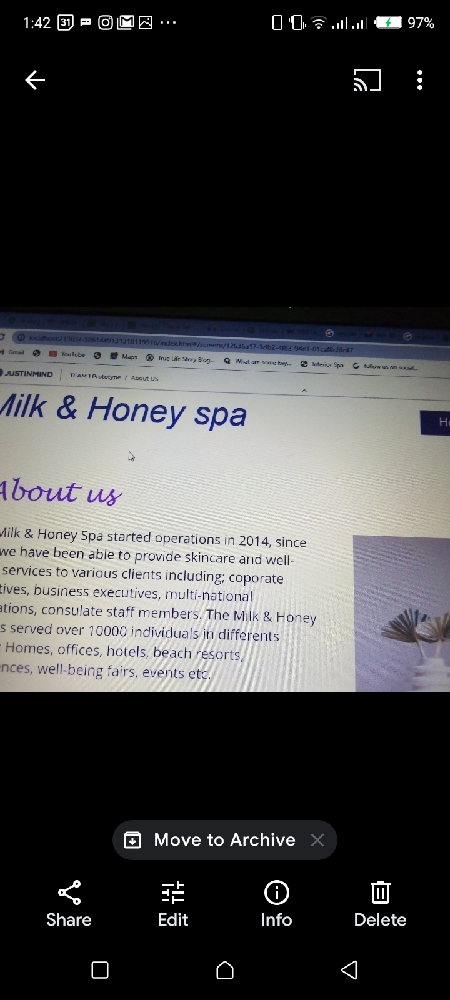 1:42 31 97%
localhost:21303/-3861449131318119916/index.html#/screens/12636a17-3db2-4f82-94e1-01caf8c8fc47
Gmail YouTube Maps True Life Story Blog... What are some key... Interior Spa follow us on social...
JUSTINMIND TEAM 1 Prototype / About US
Milk & Honey spa
About us
Milk & Honey Spa started operations in 2014, since
we have been able to provide skincare and well-
services to various clients including; coporate
tives, business executives, multi-national
ations, consulate staff members. The Milk & Honey
s served over 10000 individuals in differents
Homes, offices, hotels, beach resorts,
nces, well-being fairs, events etc.
Move to Archive
Share Edit Info Delete